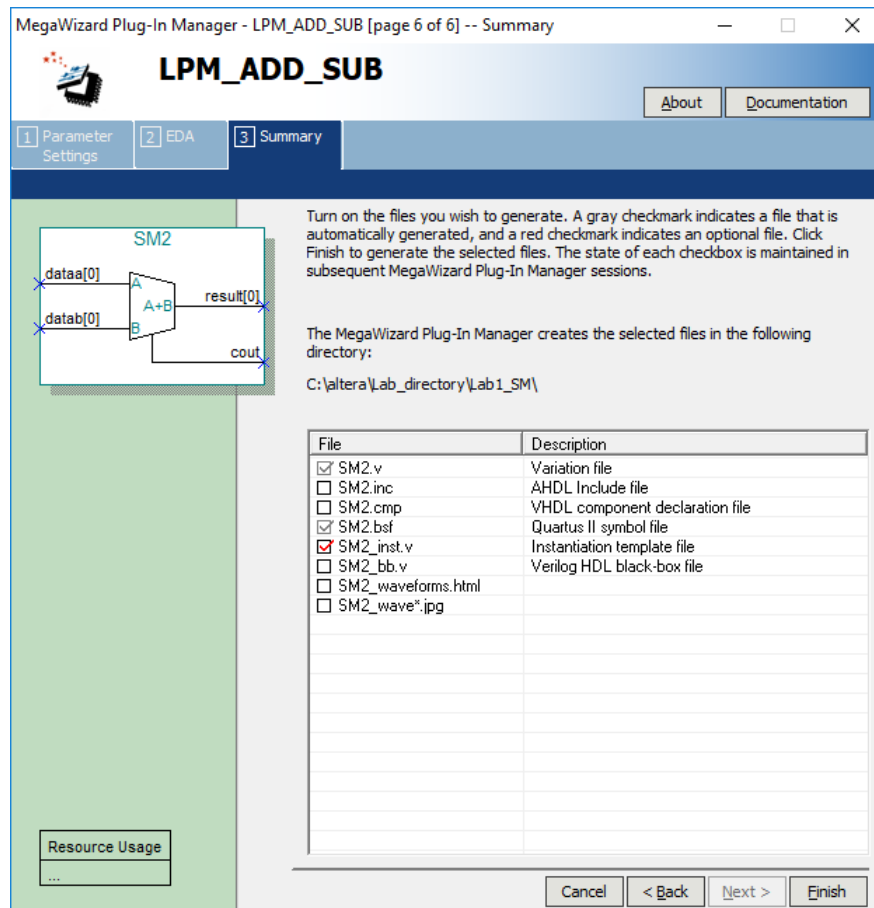 MegaWizard Plug-In Manager - LPM_ADD_SUB [page 6 of 6] -- Summary
LPM_ADD_SUB
About
Documentation
1 Parameter Settings
2 EDA
3 Summary
SM2
dataa[0]
A
A+B
result[0]
datab[0]
B
cout
Turn on the files you wish to generate. A gray checkmark indicates a file that is
automatically generated, and a red checkmark indicates an optional file. Click
Finish to generate the selected files. The state of each checkbox is maintained in
subsequent MegaWizard Plug-In Manager sessions.
The MegaWizard Plug-In Manager creates the selected files in the following
directory:
C:\altera\Lab_directory\Lab1_SM\
File Description
SM2.v Variation file
SM2.inc AHDL Include file
SM2.cmp VHDL component declaration file
SM2.bsf Quartus II symbol file
SM2_inst.v Instantiation template file
SM2_bb.v Verilog HDL black-box file
SM2_waveforms.html
SM2_wave*.jpg
Resource Usage
...
Cancel
< Back
Next >
Finish